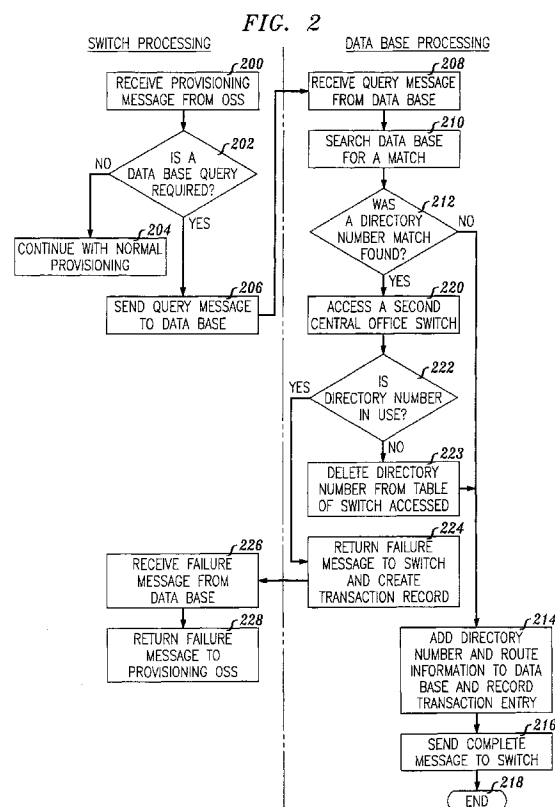 FIG. 2
SWITCH PROCESSING
DATA BASE PROCESSING
200
RECEIVE PROVISIONING
MESSAGE FROM OSS
202
IS A
DATA BASE QUERY
REQUIRED?
NO
YES
204
CONTINUE WITH NORMAL
PROVISIONING
206
SEND QUERY MESSAGE
TO DATA BASE
208
RECEIVE QUERY MESSAGE
FROM DATA BASE
210
SEARCH DATA BASE
FOR A MATCH
212
WAS
A DIRECTORY
NUMBER MATCH
FOUND?
NO
YES
220
ACCESS A SECOND
CENTRAL OFFICE SWITCH
222
IS
DIRECTORY NUMBER
IN USE?
YES
NO
223
DELETE DIRECTORY
NUMBER FROM TABLE
OF SWITCH ACCESSED
224
RETURN FAILURE
MESSAGE TO SWITCH
AND CREATE
TRANSACTION RECORD
226
RECEIVE FAILURE
MESSAGE FROM
DATA BASE
228
RETURN FAILURE
MESSAGE TO
PROVISIONING OSS
214
ADD DIRECTORY
NUMBER AND ROUTE
INFORMATION TO DATA
BASE AND RECORD
TRANSACTION ENTRY
216
SEND COMPLETE
MESSAGE TO SWITCH
218
END